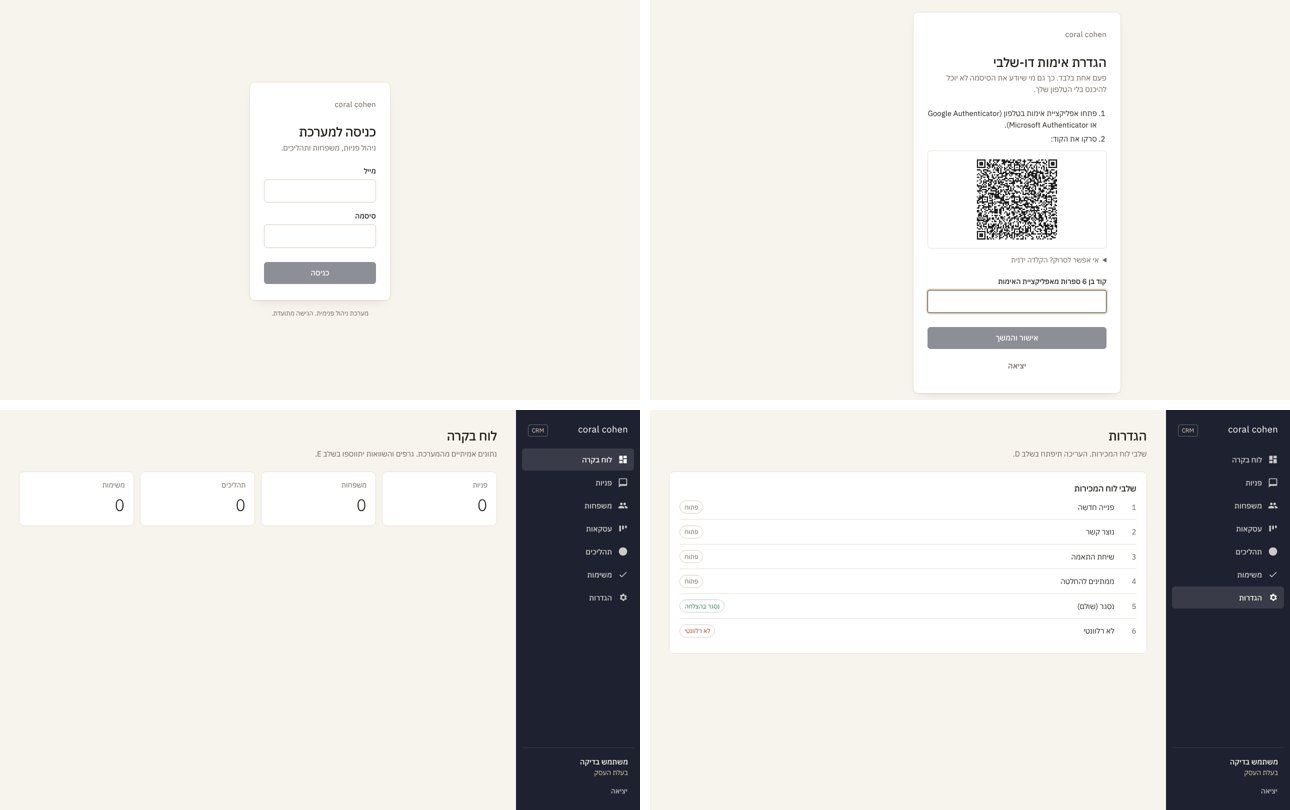 coral cohen
כניסה למערכת
ניהול פניות, משפחות ותהליכים.
מייל
סיסמה
כניסה
מערכת ניהול פנימית. הגישה מתועדת.
coral cohen
הגדרת אימות דו-שלבי
פעם אחת בלבד. כך גם מי שיודע את הסיסמה לא יוכל
להיכנס בלי הטלפון שלך.
1. פתחו אפליקציית אימות בטלפון (Google Authenticator
או Microsoft Authenticator).
2. סרקו את הקוד:
אי אפשר לסרוק? הקלדה ידנית
קוד בן 6 ספרות מאפליקציית האימות
אישור והמשך
יציאה
coral cohen CRM
לוח בקרה
פניות
משפחות
עסקאות
תהליכים
משימות
הגדרות
משתמש בדיקה
בעלת העסק
יציאה
לוח בקרה
נתונים אמיתיים מהמערכת. גרפים והשוואות יתווספו בשלב E.
פניות
0
משפחות
0
תהליכים
0
משימות
0
coral cohen CRM
לוח בקרה
פניות
משפחות
עסקאות
תהליכים
משימות
הגדרות
משתמש בדיקה
בעלת העסק
יציאה
הגדרות
שלבי לוח המכירות. העריכה תיפתח בשלב D.
שלבי לוח המכירות
1 פנייה חדשה פתוח
2 נוצר קשר פתוח
3 שיחת התאמה פתוח
4 ממתינים להחלטה פתוח
5 נסגר (שולם) נסגר בהצלחה
6 לא רלוונטי לא רלוונטי